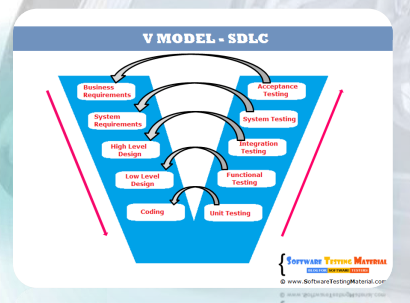 V MODEL - SDLC
Business
Requirements
Acceptance
Testing
System
Requirements
System Testing
High Level
Design
Integration
Testing
Low Level
Design
Functional
Testing
Coding
Unit Testing
SOFTWARE TESTING MATERIAL
© www.SoftwareTestingMaterial.com